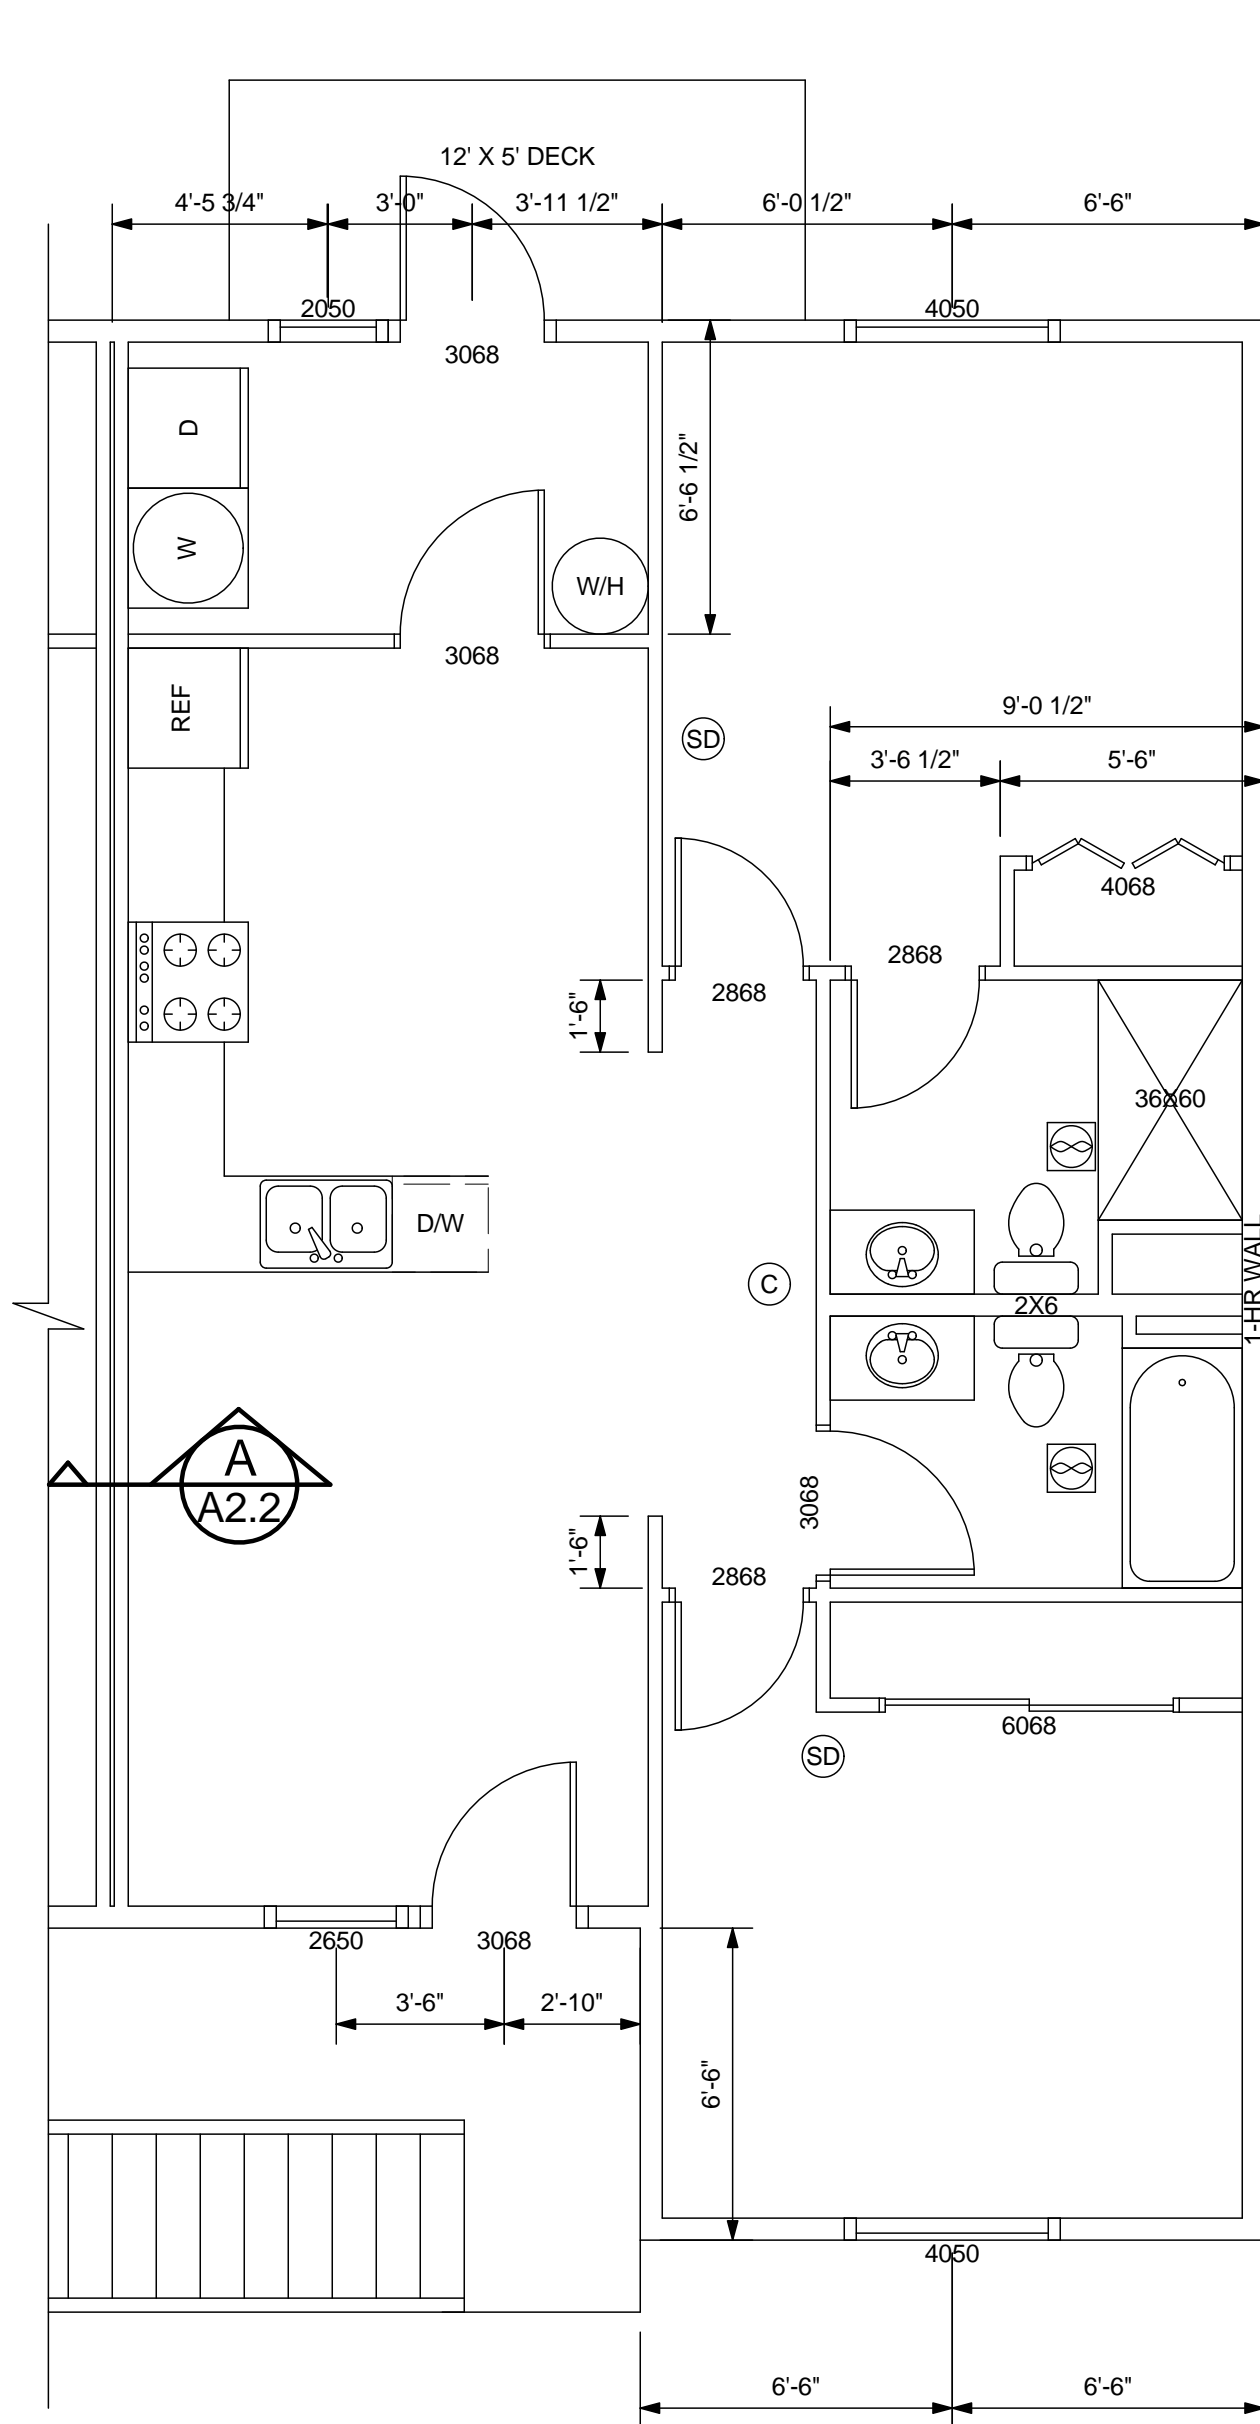 12' X 5' DECK
4'-5 3/4"
3'-0"
3'-11 1/2"
6'-0 1/2"
6'-6"
2050
4050
3068
D
6'-6 1/2"
W
W/H
3068
REF
SD
9'-0 1/2"
3'-6 1/2"
5'-6"
4068
2868
2868
1'-6"
36X60
D/W
1-HR WALL
C
2X6
A
A2.2
3068
1'-6"
2868
6068
SD
2650
3068
3'-6"
2'-10"
6'-6"
4050
6'-6"
6'-6"